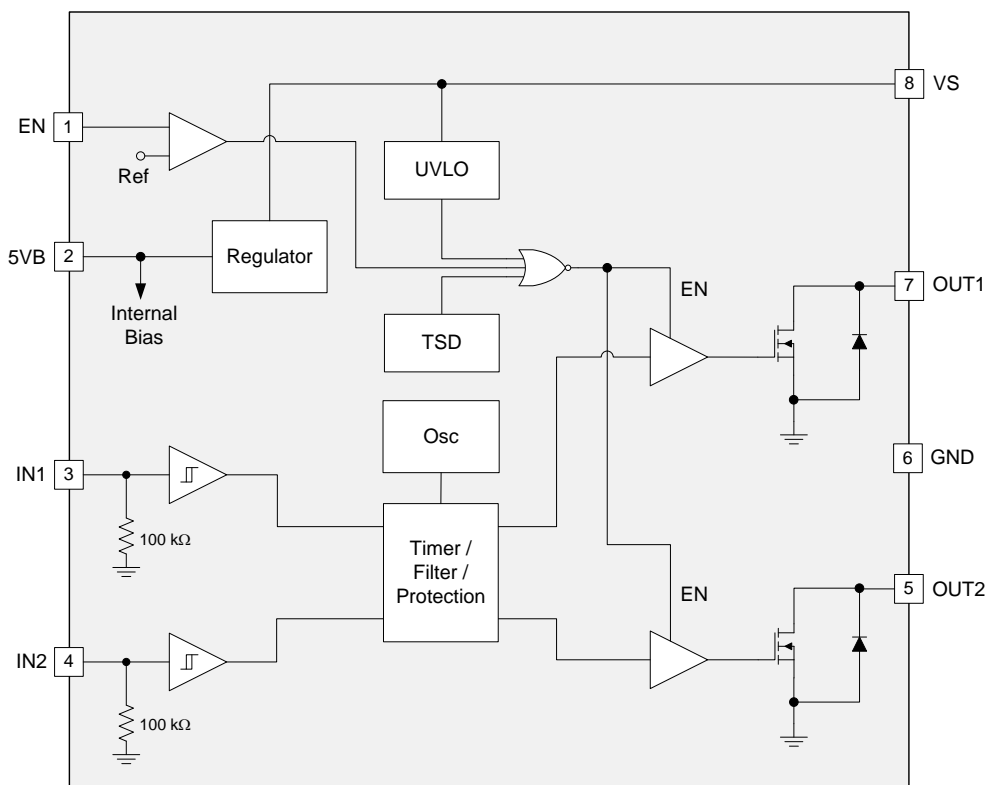 8 VS
EN 1
Ref
UVLO
5VB 2
Regulator
Internal
Bias
EN
7 OUT1
TSD
Osc
IN1 3
6 GND
100 kΩ
Timer /
Filter /
Protection
EN
5 OUT2
IN2 4
100 kΩ